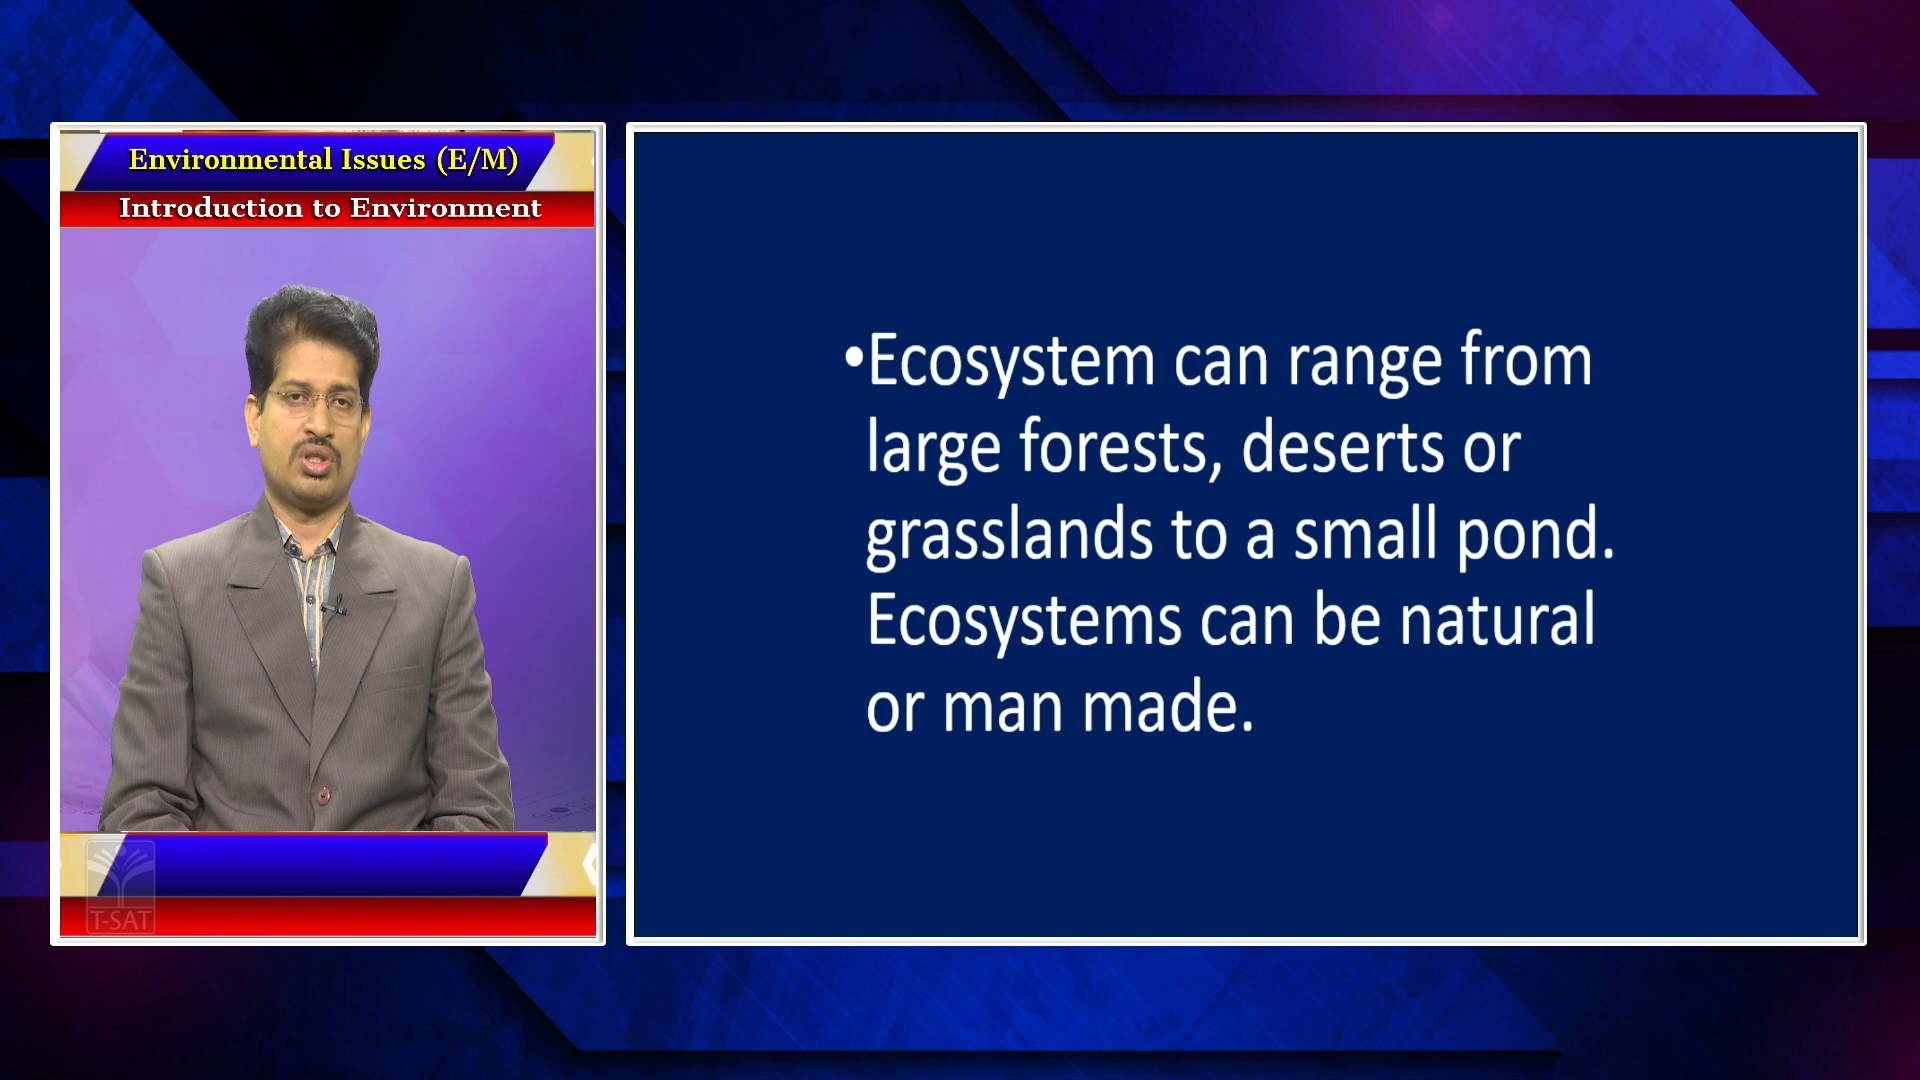 Environmental Issues (E/M)
Introduction to Environment
•Ecosystem can range from
large forests, deserts or
grasslands to a small pond.
Ecosystems can be natural
or man made.
T-SAT